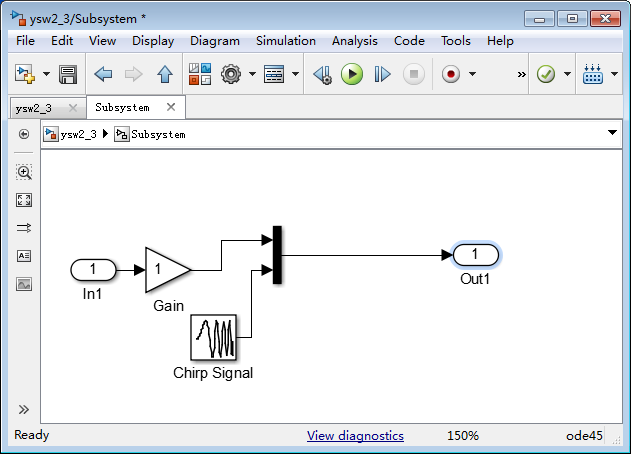 ysw2_3/Subsystem *
File Edit View Display Diagram Simulation Analysis Code Tools Help
ysw2_3 Subsystem
ysw2_3 Subsystem
1
In1
1
Gain
Chirp Signal
1
Out1
Ready View diagnostics 150% ode45